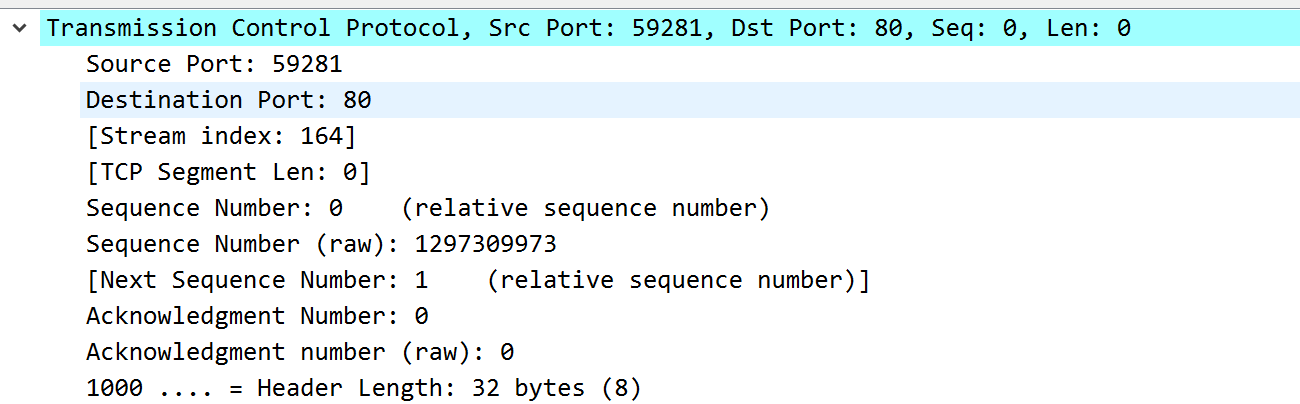 Transmission Control Protocol, Src Port: 59281, Dst Port: 80, Seq: 0, Len: 0
Source Port: 59281
Destination Port: 80
[Stream index: 164]
[TCP Segment Len: 0]
Sequence Number: 0    (relative sequence number)
Sequence Number (raw): 1297309973
[Next Sequence Number: 1    (relative sequence number)]
Acknowledgment Number: 0
Acknowledgment number (raw): 0
1000 .... = Header Length: 32 bytes (8)